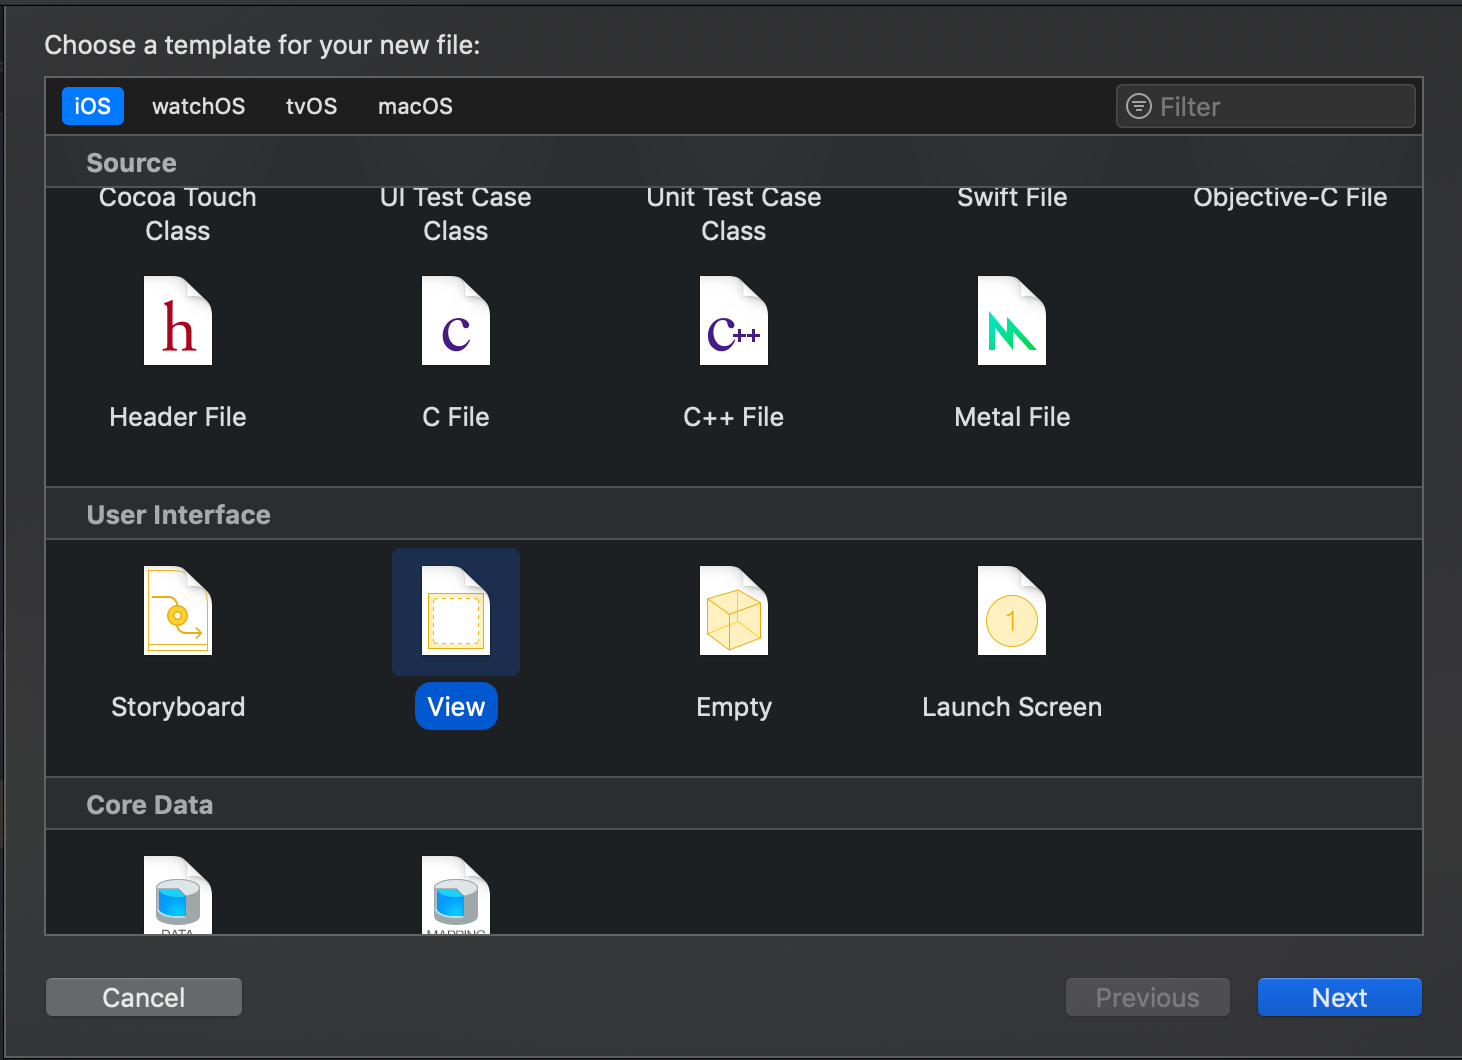 Choose a template for your new file:
iOS watchOS tvOS macOS Filter
Source
Cocoa Touch Class
UI Test Case Class
Unit Test Case Class
Swift File
Objective-C File
h
C
C++
Header File
C File
C++ File
Metal File
User Interface
1
Storyboard
View
Empty
Launch Screen
Core Data
DATA
MAPPING
Cancel
Previous
Next